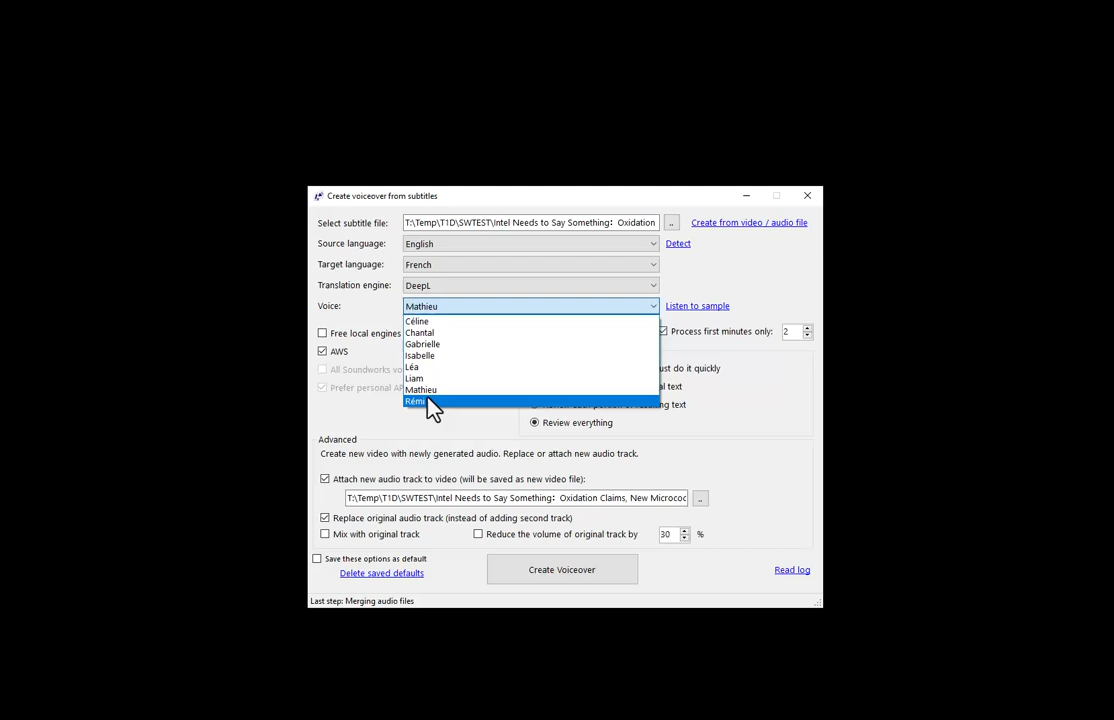 Create voiceover from subtitles
Select subtitle file: T:\Temp\T1D\SWTEST\Intel Needs to Say Something: Oxidation .. Create from video / audio file
Source language: English Detect
Target language: French
Translation engine: DeepL
Voice: Mathieu Listen to sample
Céline
Chantal
Gabrielle
Isabelle
Léa
Liam
Mathieu
Rémi
Free local engines
Process first minutes only: 2
AWS
All Soundworks vo
ust do it quickly
Prefer personal AP
al text
ting text
Review everything
Advanced
Create new video with newly generated audio. Replace or attach new audio track.
Attach new audio track to video (will be saved as new video file):
T:\Temp\T1D\SWTEST\Intel Needs to Say Something: Oxidation Claims, New Micrococ ..
Replace original audio track (instead of adding second track)
Mix with original track Reduce the volume of original track by 30 %
Save these options as default
Delete saved defaults
Create Voiceover
Read log
Last step: Merging audio files